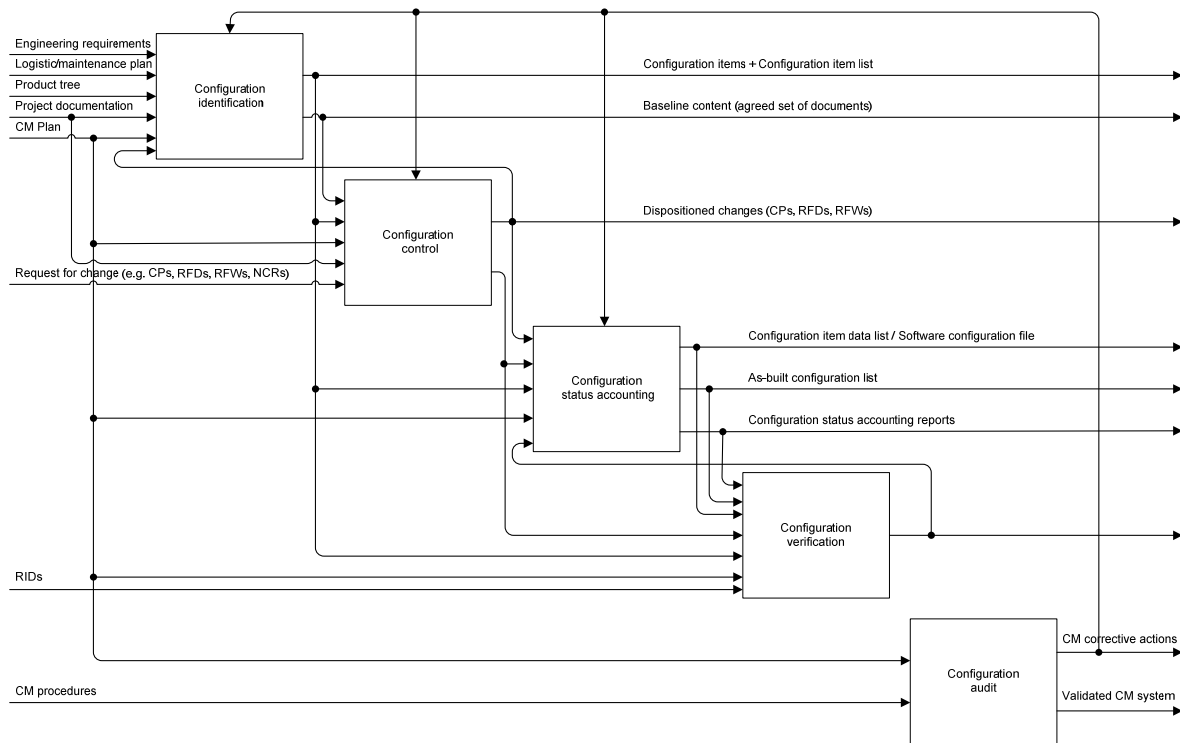 Engineering requirements
Logistic/maintenance plan
Product tree
Project documentation
CM Plan
Configuration
identification
Configuration items + Configuration item list
Baseline content (agreed set of documents)
Request for change (e.g. CPs, RFDs, RFWs, NCRs)
Configuration
control
Dispositioned changes (CPs, RFDs, RFWs)
Configuration
status accounting
Configuration item data list / Software configuration file
As-built configuration list
Configuration status accounting reports
Configuration
verification
RIDs
CM procedures
Configuration
audit
CM corrective actions
Validated CM system